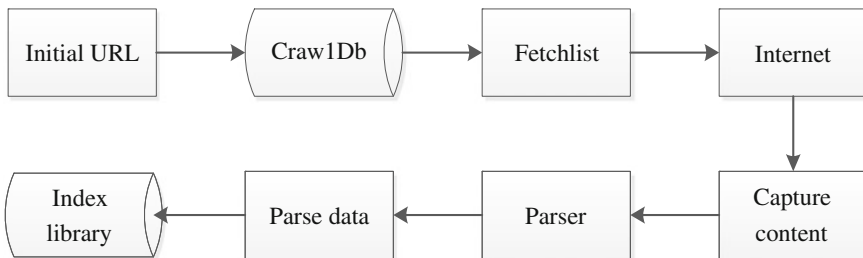 Initial URL
Craw1Db
Fetchlist
Internet
Index
library
Parse data
Parser
Capture
content